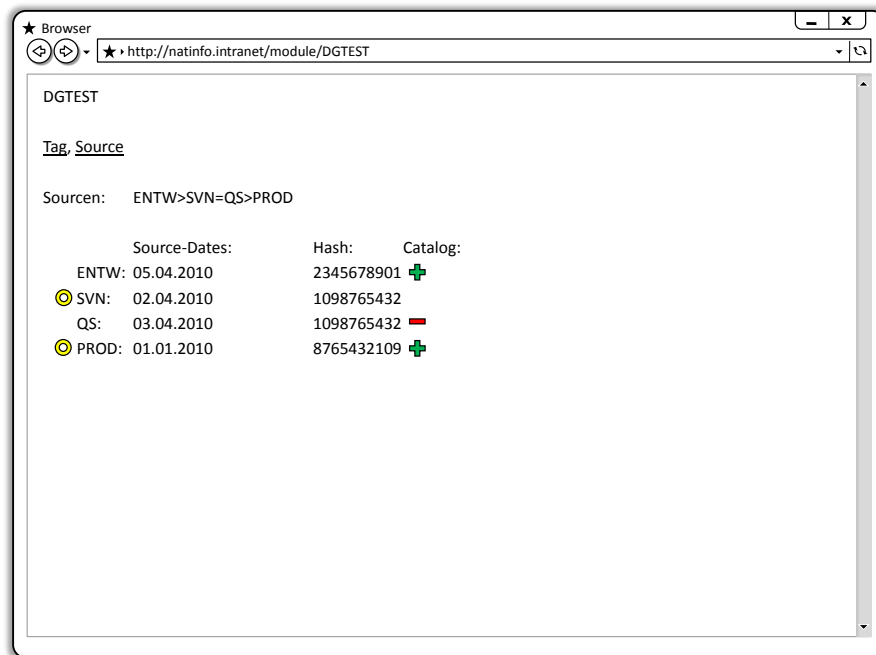 Browser
http://natinfo.intranet/module/DGTEST
X
DGTEST
Tag, Source
Sourcen: ENTW>SVN=QS>PROD
Source-Dates: Hash: Catalog:
ENTW: 05.04.2010 2345678901
SVN: 02.04.2010 1098765432
QS: 03.04.2010 1098765432
PROD: 01.01.2010 8765432109